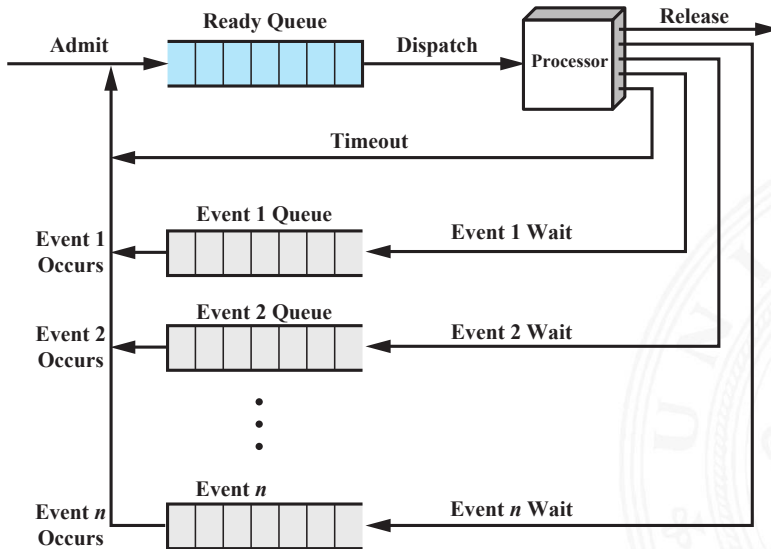 Ready Queue
Release
Admit
Dispatch
Processor
Timeout
Event 1 Queue
Event 1
Occurs
Event 1 Wait
Event 2 Queue
Event 2
Occurs
Event 2 Wait
Event n
Event n
Occurs
Event n Wait
U N I
&